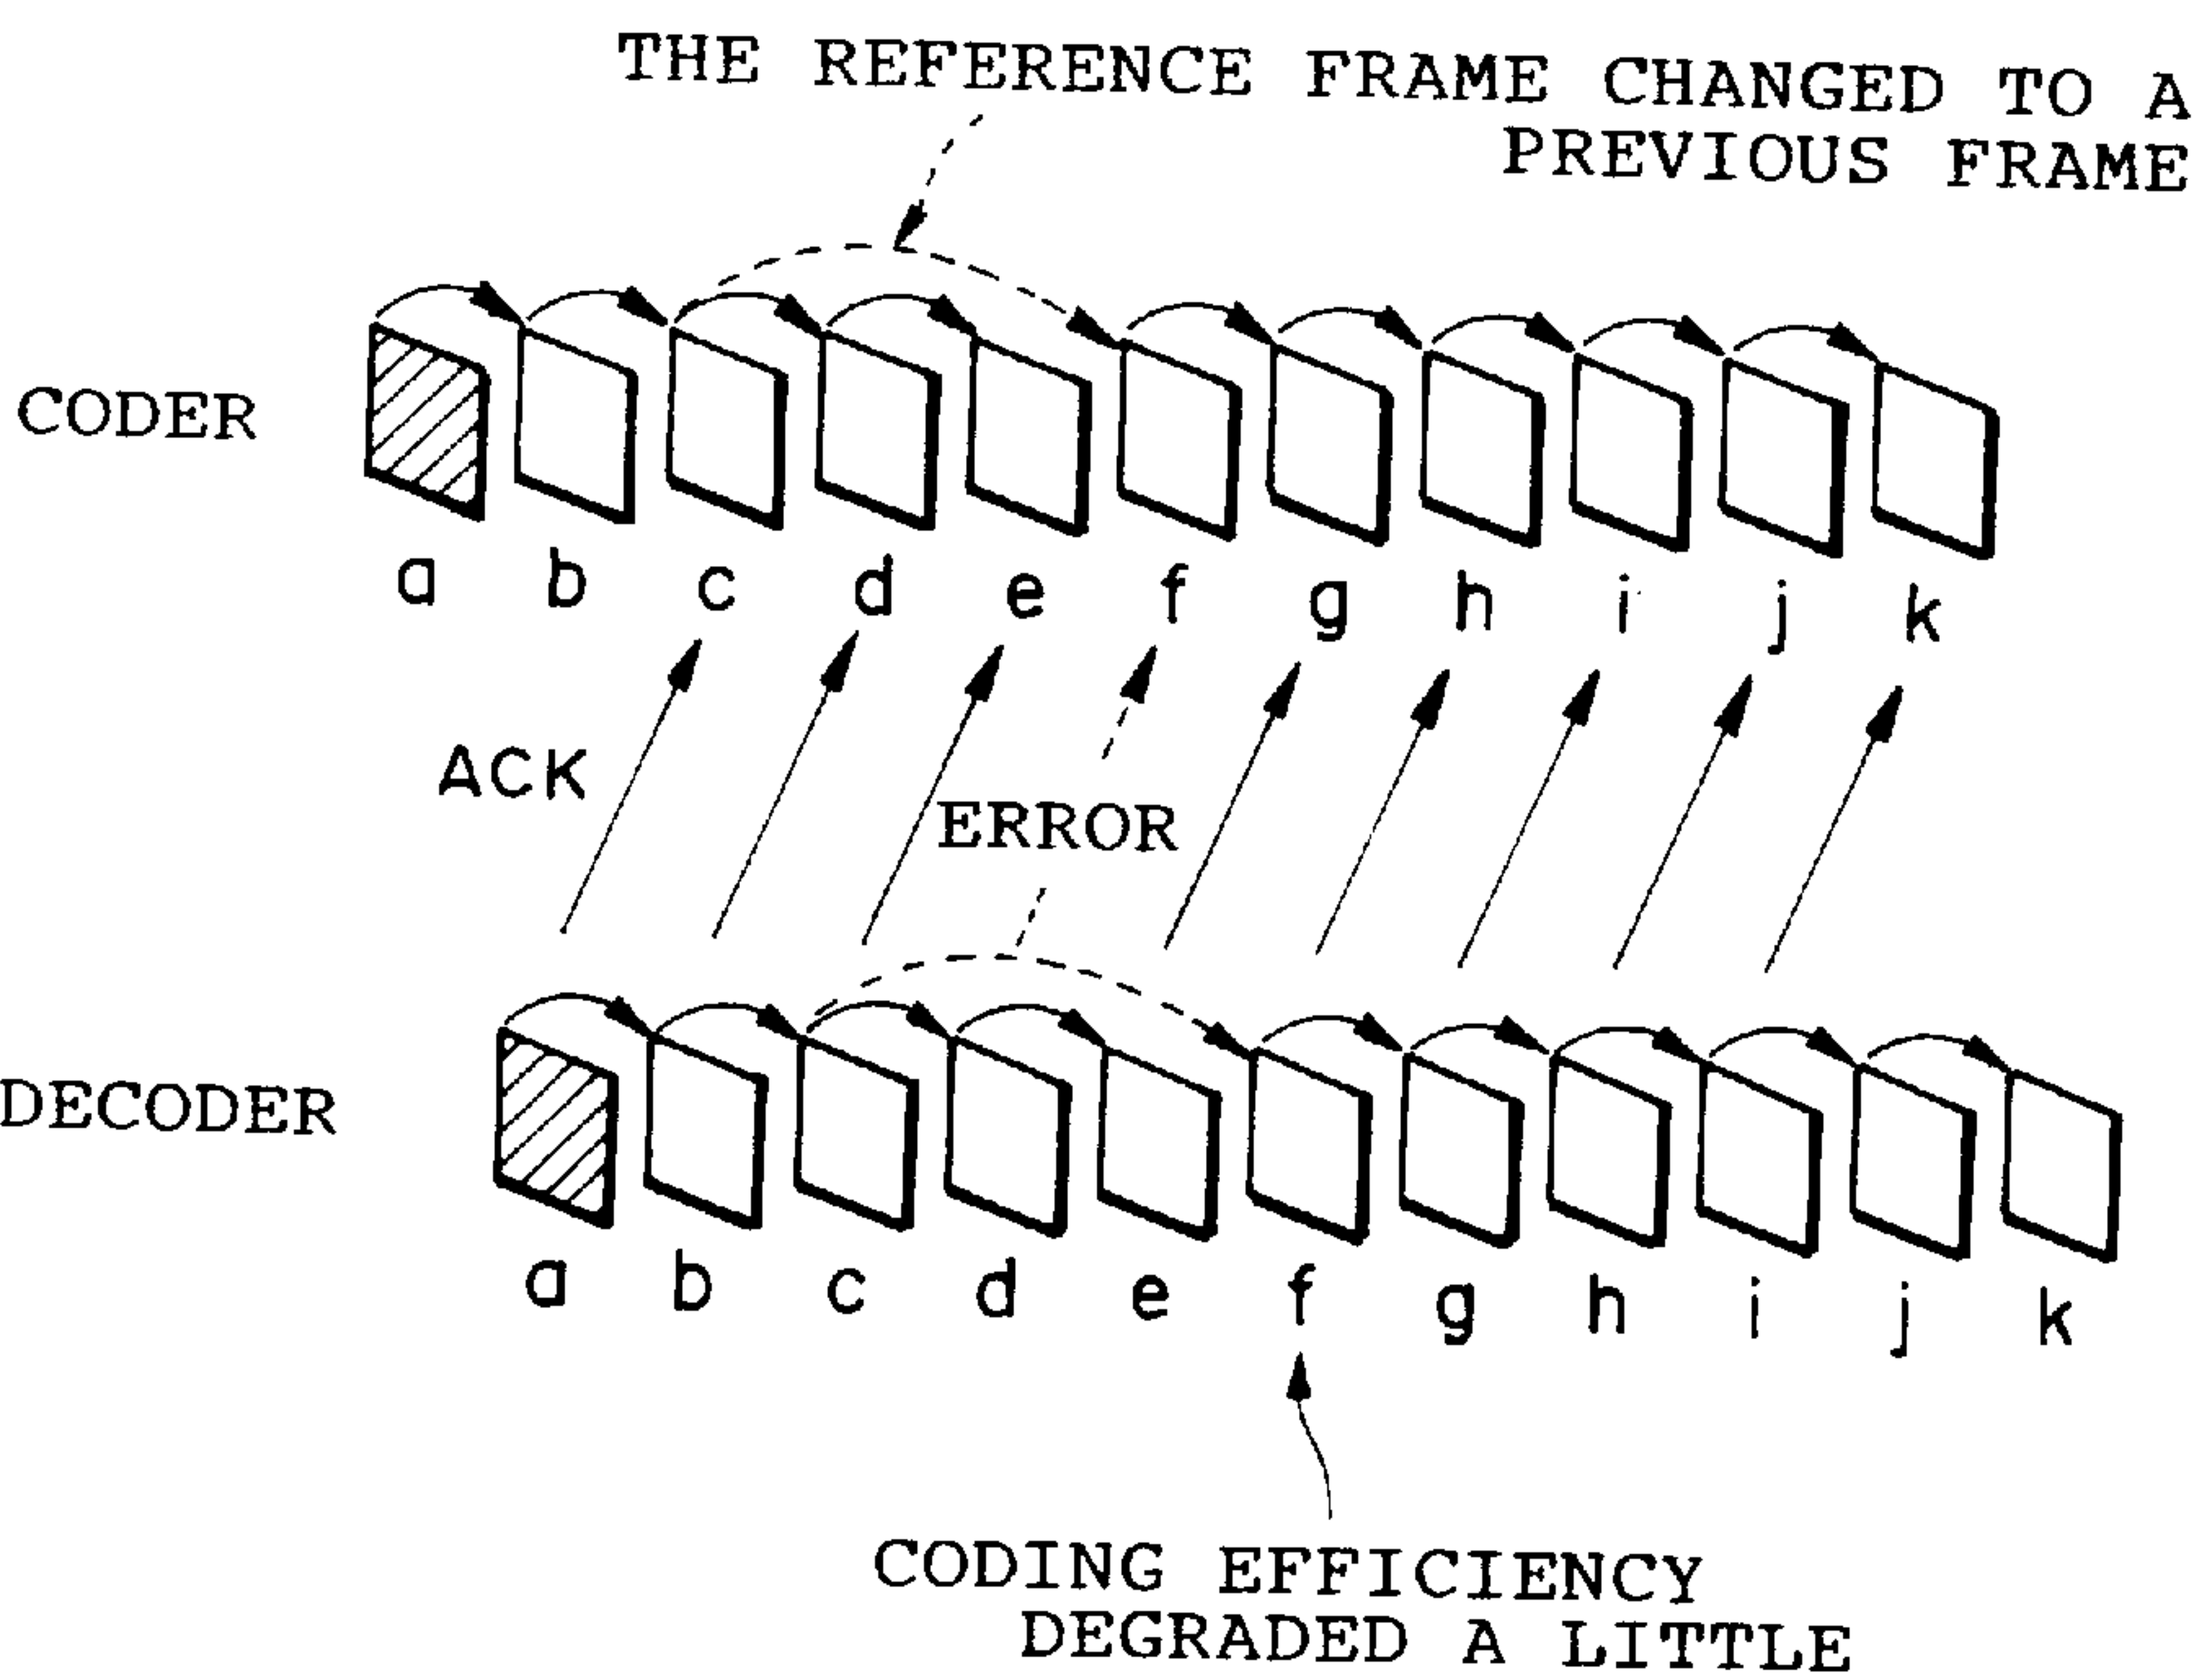 THE REFERENCE FRAME CHANGED TO A
PREVIOUS FRAME
CODER
a b c d e f g h i j k
ACK
ERROR
DECODER
a b c d e f g h i j k
CODING EFFICIENCY
DEGRADED A LITTLE